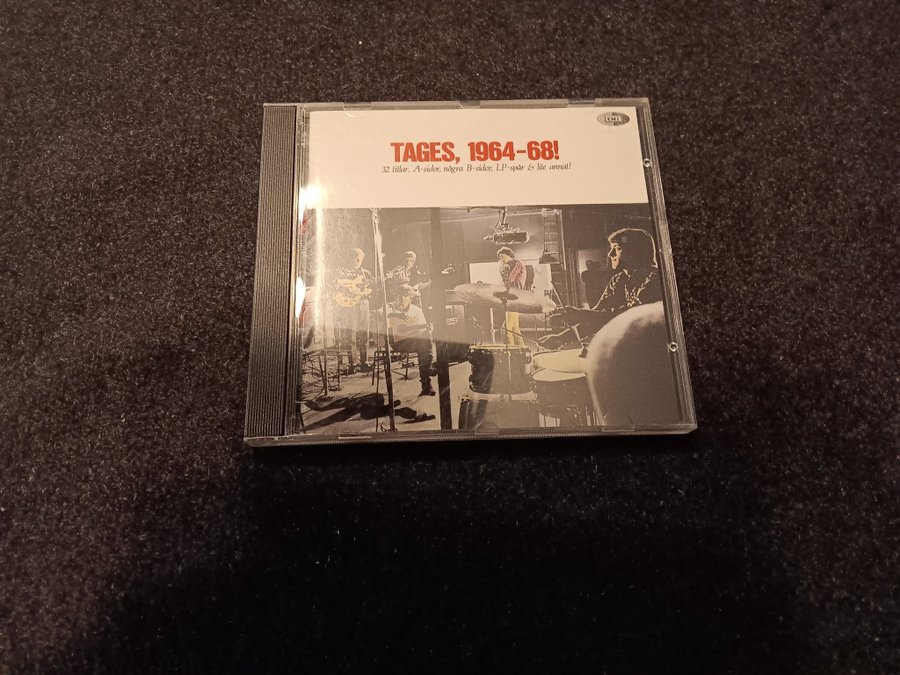 TAGES, 1964-68!
32 titlar. A-sidor, några B-sidor, LP-spår & lite annat!